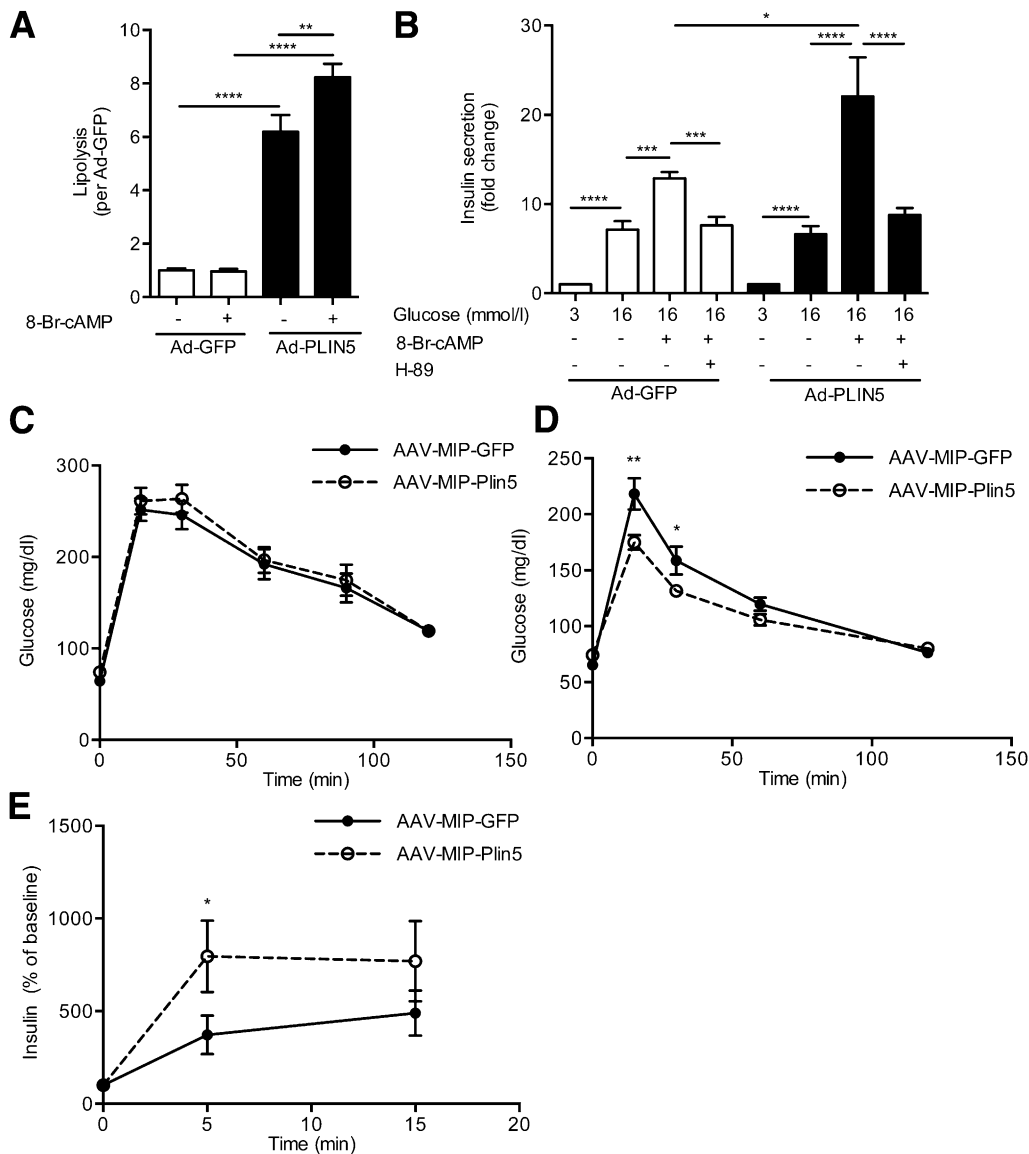 A
Lipolysis
(per Ad-GFP)
10
8
6
4
2
0
**
****
****
8-Br-cAMP - + - +
Ad-GFP Ad-PLIN5
B
Insulin secretion
(fold change)
30
20
10
0
*
**** ****
***
***
****
****
Glucose (mmol/l) 3 16 16 16 3 16 16 16
8-Br-cAMP - - + + - - + +
H-89 - - - + - - - +
Ad-GFP Ad-PLIN5
C
AAV-MIP-GFP
AAV-MIP-Plin5
Glucose (mg/dl)
300
200
100
0
0 50 100 150
Time (min)
D
AAV-MIP-GFP
AAV-MIP-Plin5
Glucose (mg/dl)
250
200
150
100
50
0
**
*
0 50 100 150
Time (min)
E
AAV-MIP-GFP
AAV-MIP-Plin5
Insulin (% of baseline)
1500
1000
500
0
*
0 5 10 15 20
Time (min)